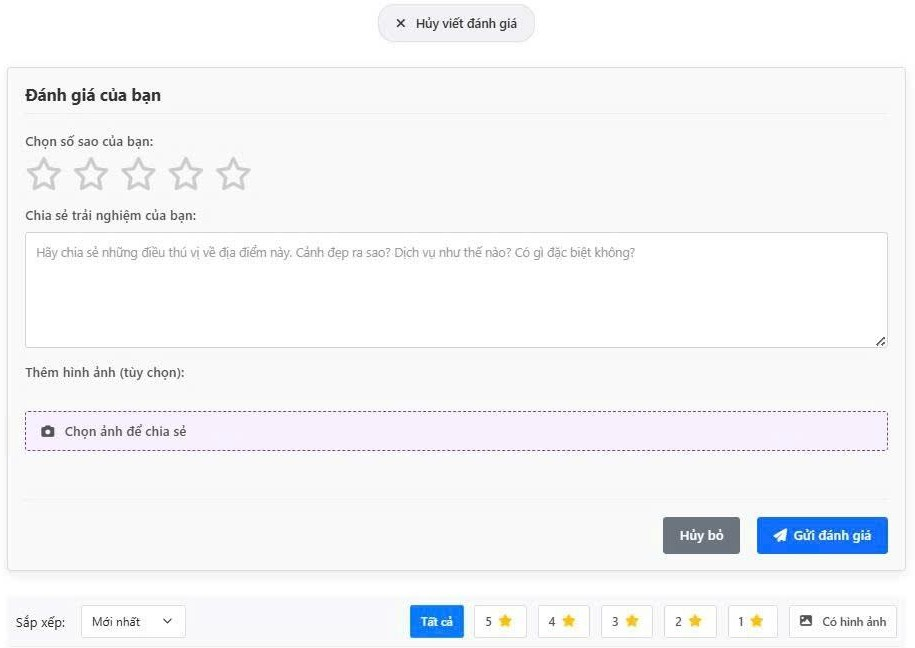 Hủy viết đánh giá
Đánh giá của bạn
Chọn số sao của bạn:
Chia sẻ trải nghiệm của bạn:
Hãy chia sẻ những điều thú vị về địa điểm này. Cảnh đẹp ra sao? Dịch vụ như thế nào? Có gì đặc biệt không?
Thêm hình ảnh (tùy chọn):
Chọn ảnh để chia sẻ
Hủy bỏ Gửi đánh giá
Sắp xếp: Mới nhất Tất cả 5 4 3 2 1 Có hình ảnh